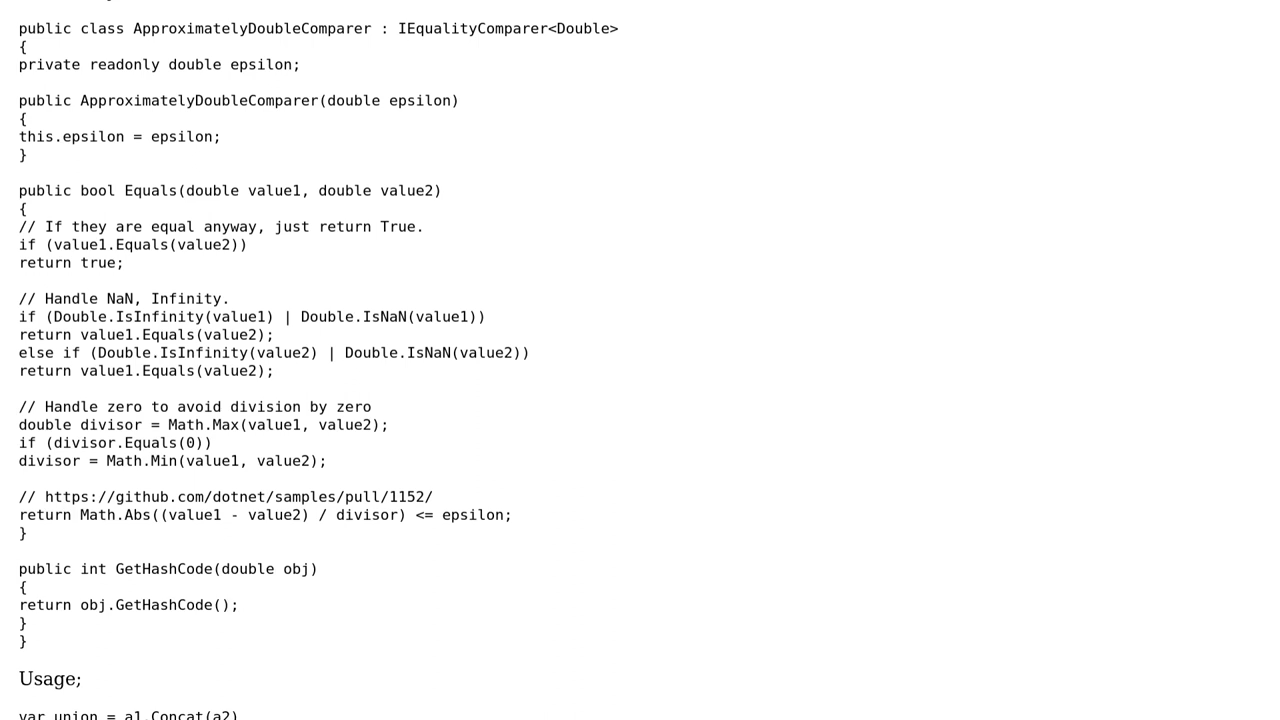 public class ApproximatelyDoubleComparer : IEqualityComparer<Double>
{
private readonly double epsilon;

public ApproximatelyDoubleComparer(double epsilon)
{
this.epsilon = epsilon;
}

public bool Equals(double value1, double value2)
{
// If they are equal anyway, just return True.
if (value1.Equals(value2))
return true;

// Handle NaN, Infinity.
if (Double.IsInfinity(value1) | Double.IsNaN(value1))
return value1.Equals(value2);
else if (Double.IsInfinity(value2) | Double.IsNaN(value2))
return value1.Equals(value2);

// Handle zero to avoid division by zero
double divisor = Math.Max(value1, value2);
if (divisor.Equals(0))
divisor = Math.Min(value1, value2);

// https://github.com/dotnet/samples/pull/1152/
return Math.Abs((value1 - value2) / divisor) <= epsilon;
}

public int GetHashCode(double obj)
{
return obj.GetHashCode();
}
}

Usage;

var union = a1.Concat(a2)